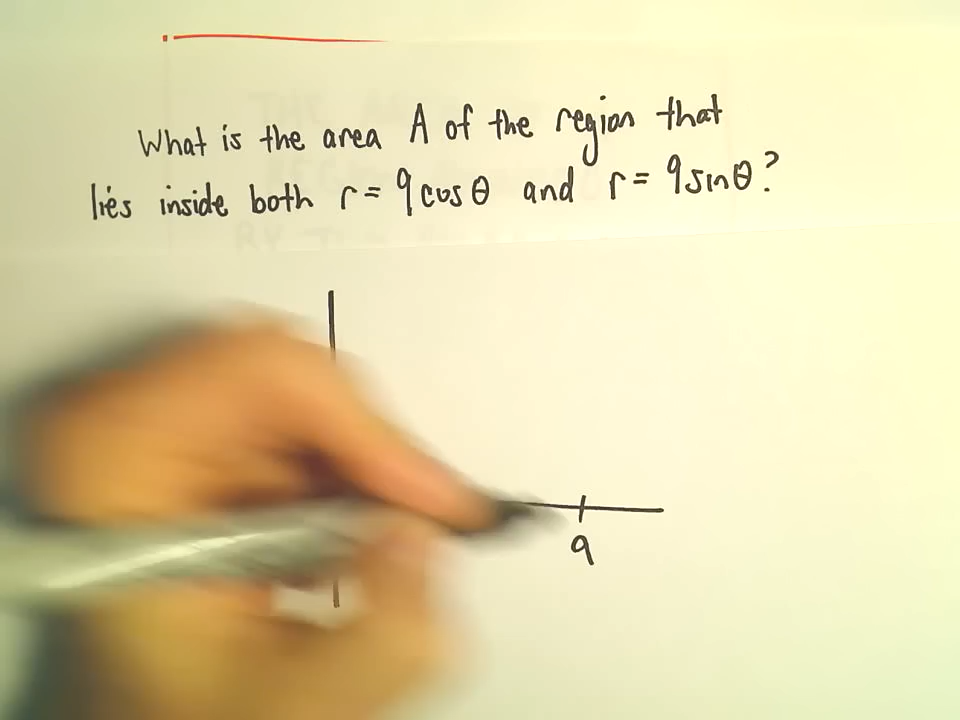 What is the area A of the region that
lies inside both r = 9cosθ and r = 9sinθ?
9